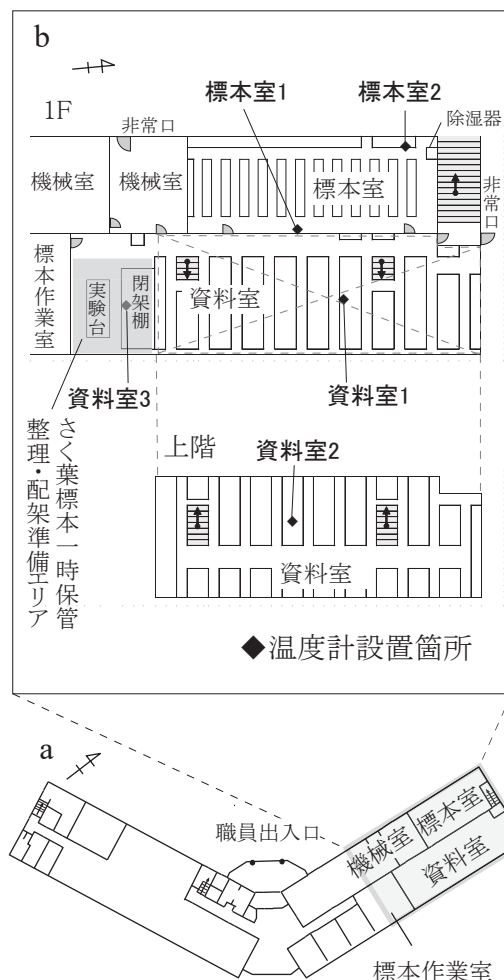 b
1F
非常口
標本室1
標本室2
除湿器
機械室
機械室
標本室
非常口
標本作業室
実験台
閉架棚
資料室
資料室3
資料室1
さく葉標本一時保管
整理・配架準備エリア
上階
資料室2
資料室
◆温度計設置箇所
a
職員出入口
機械室
標本室
資料室
標本作業室